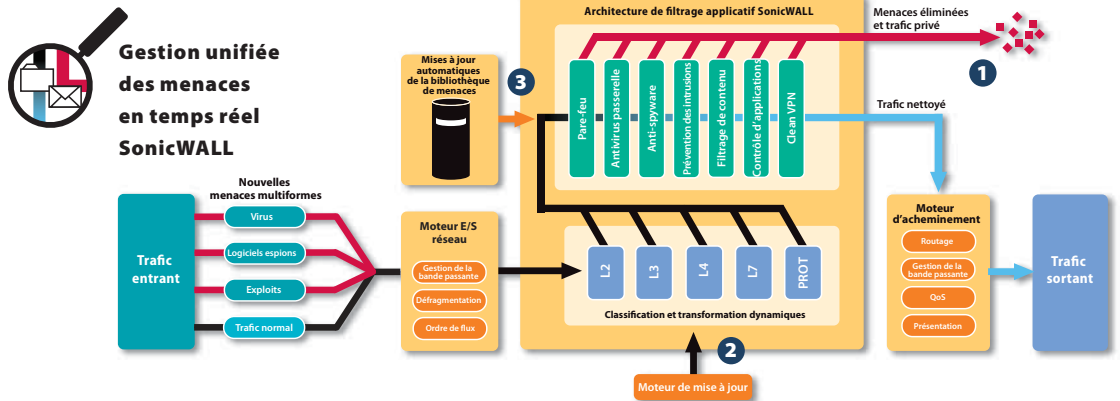 Gestion unifiée
des menaces
en temps réel
SonicWALL
Architecture de filtrage applicatif SonicWALL
Menaces éliminées
et trafic privé
1
Mises à jour
automatiques
de la bibliothèque
de menaces
3
Pare-feu
Antivirus passerelle
Anti-spyware
Prévention des intrusions
Filtrage de contenu
Contrôle d'applications
Clean VPN
Trafic nettoyé
Nouvelles
menaces multiformes
Trafic
entrant
Virus
Logiciels espions
Exploits
Trafic normal
Moteur E/S
réseau
Gestion de la
bande passante
Défragmentation
Ordre de flux
L2
L3
L4
L7
PROT
Classification et transformation dynamiques
2
Moteur de mise à jour
Moteur
d'acheminement
Routage
Gestion de la
bande passante
QoS
Présentation
Trafic
sortant